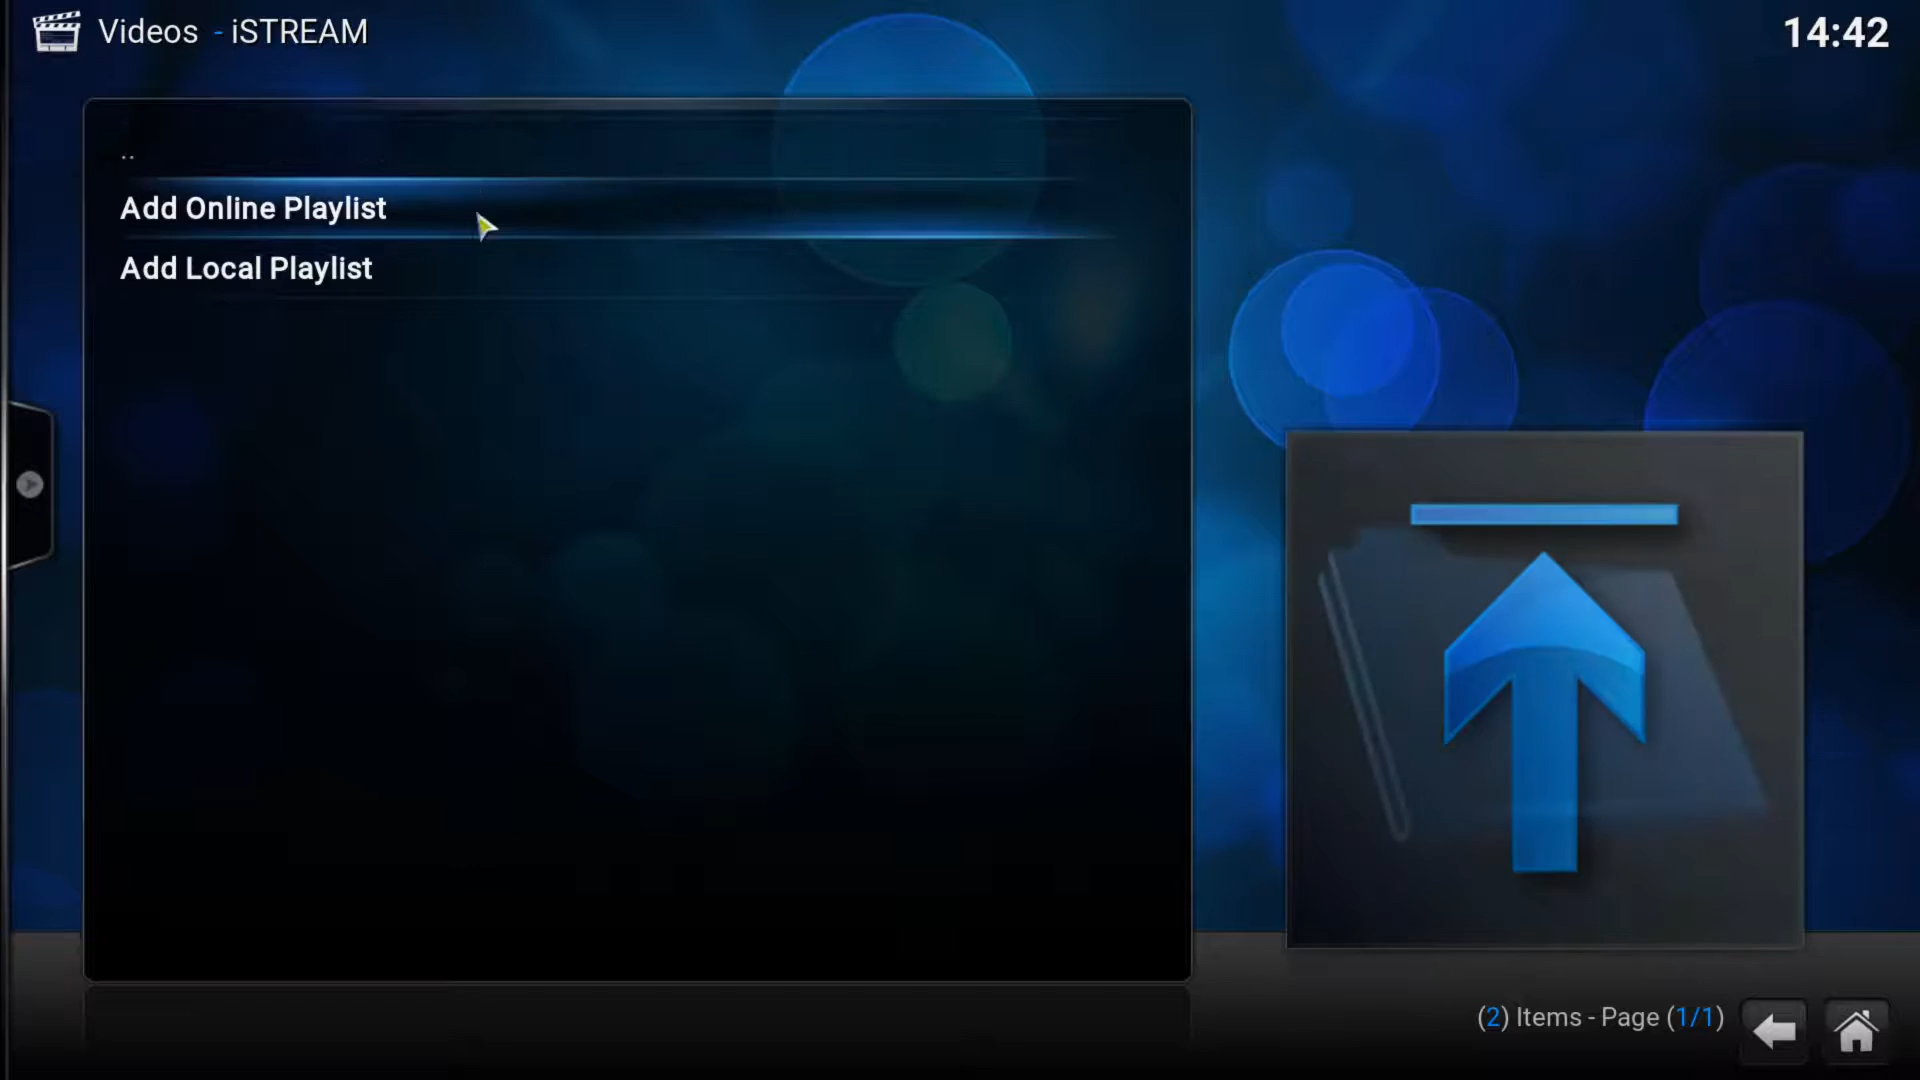 Videos - iSTREAM
14:42
..
Add Online Playlist
Add Local Playlist
(2) Items - Page (1/1)